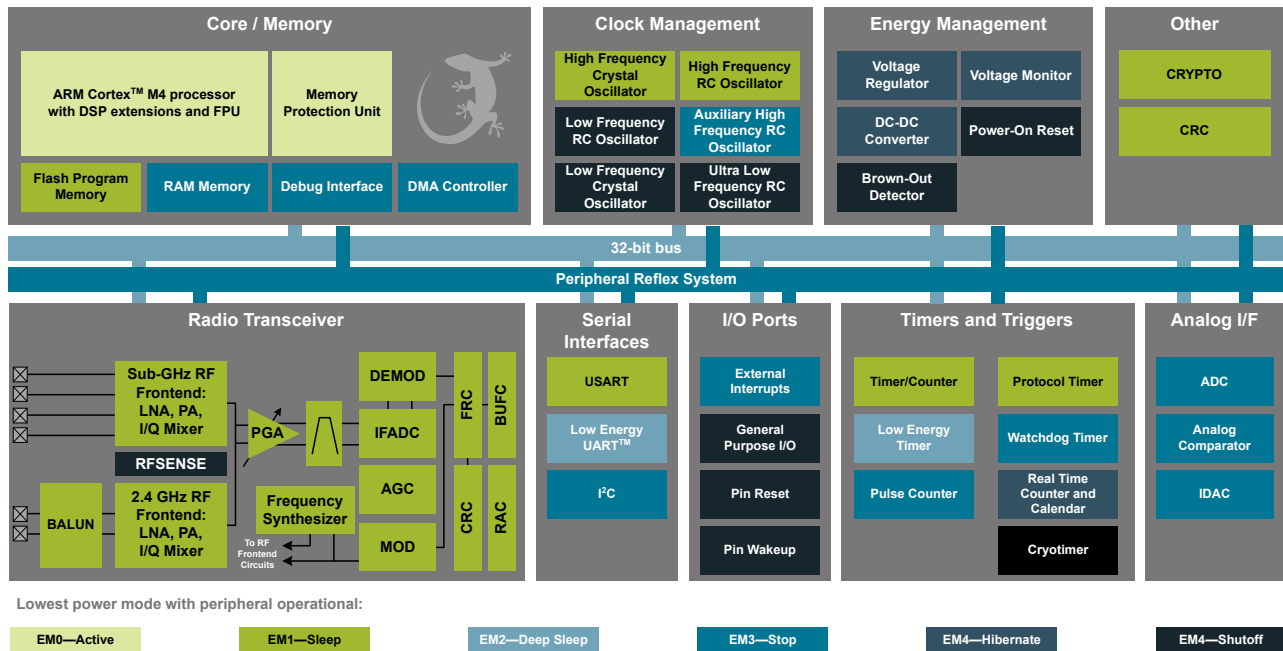 Core / Memory
ARM Cortex™ M4 processor
with DSP extensions and FPU
Memory
Protection Unit
Flash Program
Memory
RAM Memory
Debug Interface
DMA Controller
Clock Management
High Frequency
Crystal
Oscillator
High Frequency
RC Oscillator
Low Frequency
RC Oscillator
Auxiliary High
Frequency RC
Oscillator
Low Frequency
Crystal
Oscillator
Ultra Low
Frequency RC
Oscillator
Energy Management
Voltage
Regulator
Voltage Monitor
DC-DC
Converter
Power-On Reset
Brown-Out
Detector
Other
CRYPTO
CRC
32-bit bus
Peripheral Reflex System
Radio Transceiver
Sub-GHz RF
Frontend:
LNA, PA,
I/Q Mixer
RFSENSE
BALUN
2.4 GHz RF
Frontend:
LNA, PA,
I/Q Mixer
PGA
DEMOD
IFADC
AGC
MOD
Frequency
Synthesizer
To RF
Frontend
Circuits
FRC
BUFC
CRC
RAC
Serial
Interfaces
USART
Low Energy
UART™
I²C
I/O Ports
External
Interrupts
General
Purpose I/O
Pin Reset
Pin Wakeup
Timers and Triggers
Timer/Counter
Protocol Timer
Low Energy
Timer
Watchdog Timer
Pulse Counter
Real Time
Counter and
Calendar
Cryotimer
Analog I/F
ADC
Analog
Comparator
IDAC
Lowest power mode with peripheral operational:
EM0—Active
EM1—Sleep
EM2—Deep Sleep
EM3—Stop
EM4—Hibernate
EM4—Shutoff